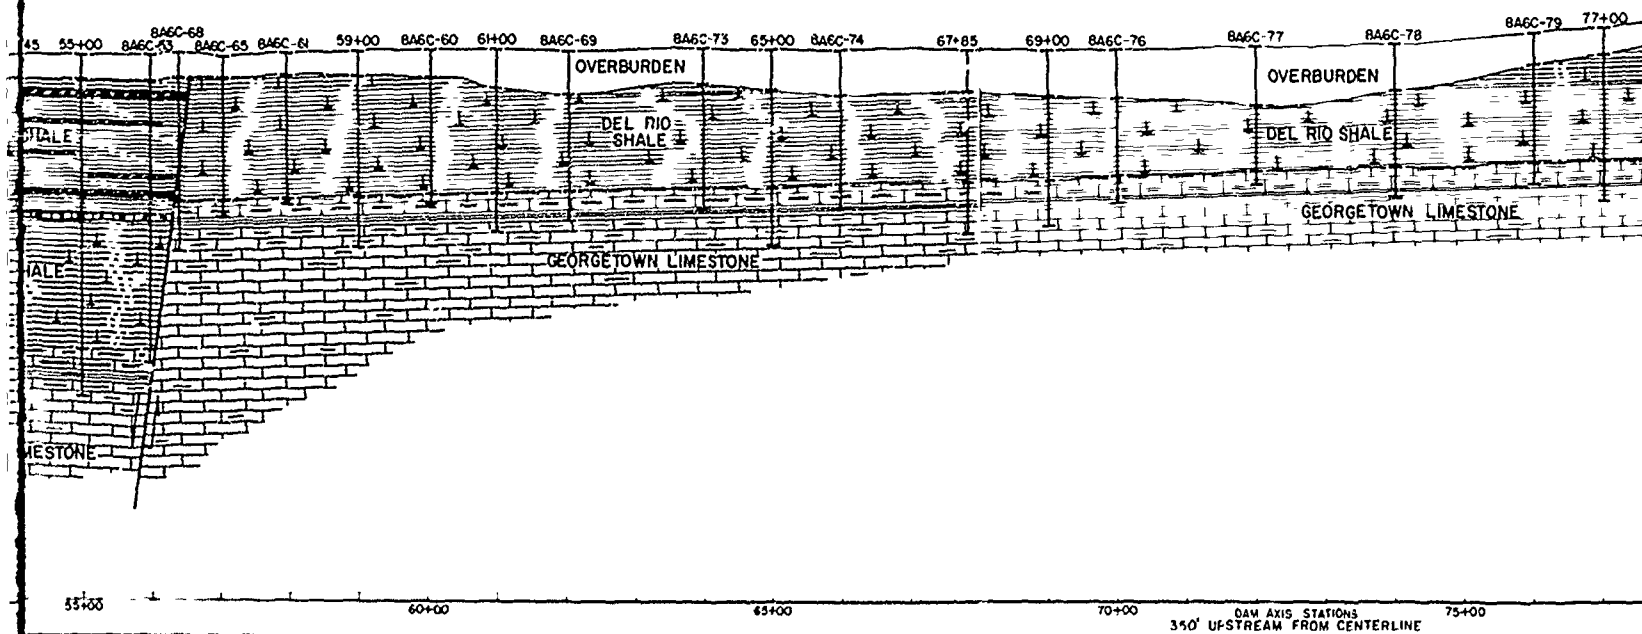 8A6C-68
45 55+00 8A6C-53 8A6C-65 8A6C-61 59+00 8A6C-60 61+00 8A6C-69 8A6C-73 65+00 8A6C-74 67+85 69+00 8A6C-76 8A6C-77 8A6C-78 8A6C-79 77+00
OVERBURDEN OVERBURDEN
SHALE DEL RIO
SHALE
DEL RIO SHALE
GEORGETOWN LIMESTONE
HALE GEORGETOWN LIMESTONE
MESTONE
55+00 60+00 65+00 70+00 75+00
DAM AXIS STATIONS
350' UPSTREAM FROM CENTERLINE